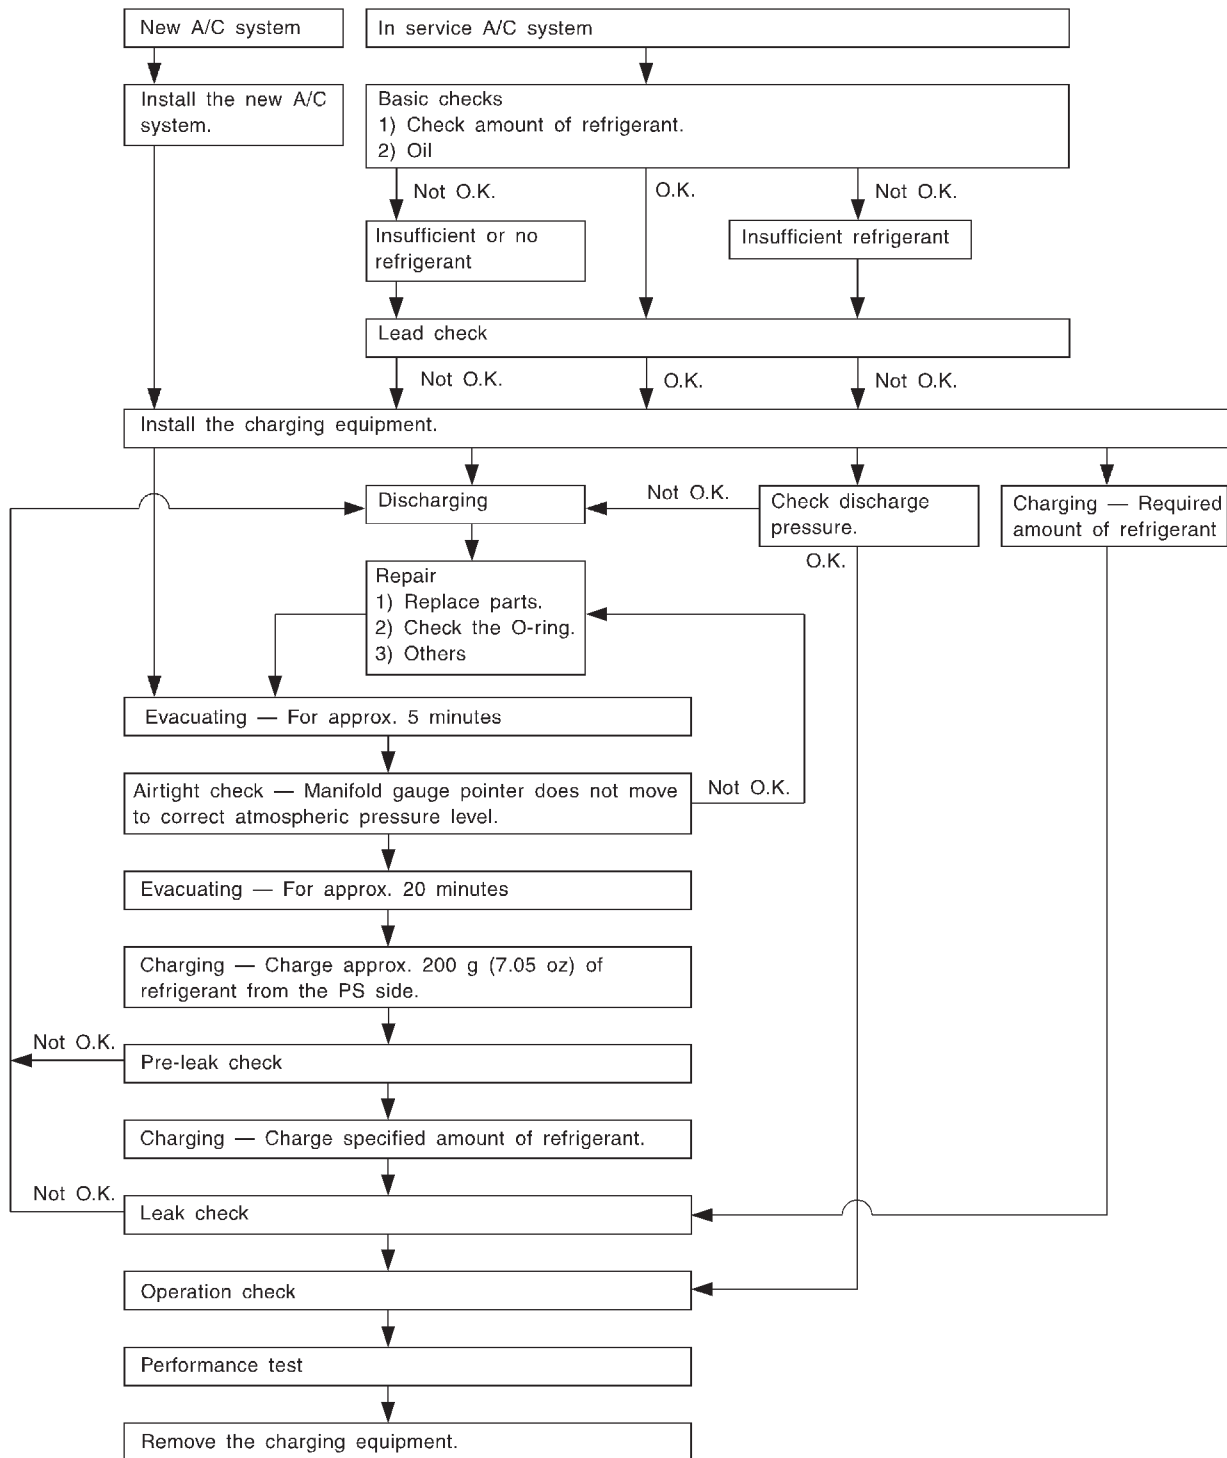 New A/C system
In service A/C system
Install the new A/C
system.
Basic checks
1) Check amount of refrigerant.
2) Oil
Not O.K.
O.K.
Not O.K.
Insufficient or no
refrigerant
Insufficient refrigerant
Lead check
Not O.K.
O.K.
Not O.K.
Install the charging equipment.
Discharging
Not O.K.
Check discharge
pressure.
Charging — Required
amount of refrigerant
O.K.
Repair
1) Replace parts.
2) Check the O-ring.
3) Others
Evacuating — For approx. 5 minutes
Airtight check — Manifold gauge pointer does not move
to correct atmospheric pressure level.
Not O.K.
Evacuating — For approx. 20 minutes
Charging — Charge approx. 200 g (7.05 oz) of
refrigerant from the PS side.
Not O.K.
Pre-leak check
Charging — Charge specified amount of refrigerant.
Not O.K.
Leak check
Operation check
Performance test
Remove the charging equipment.